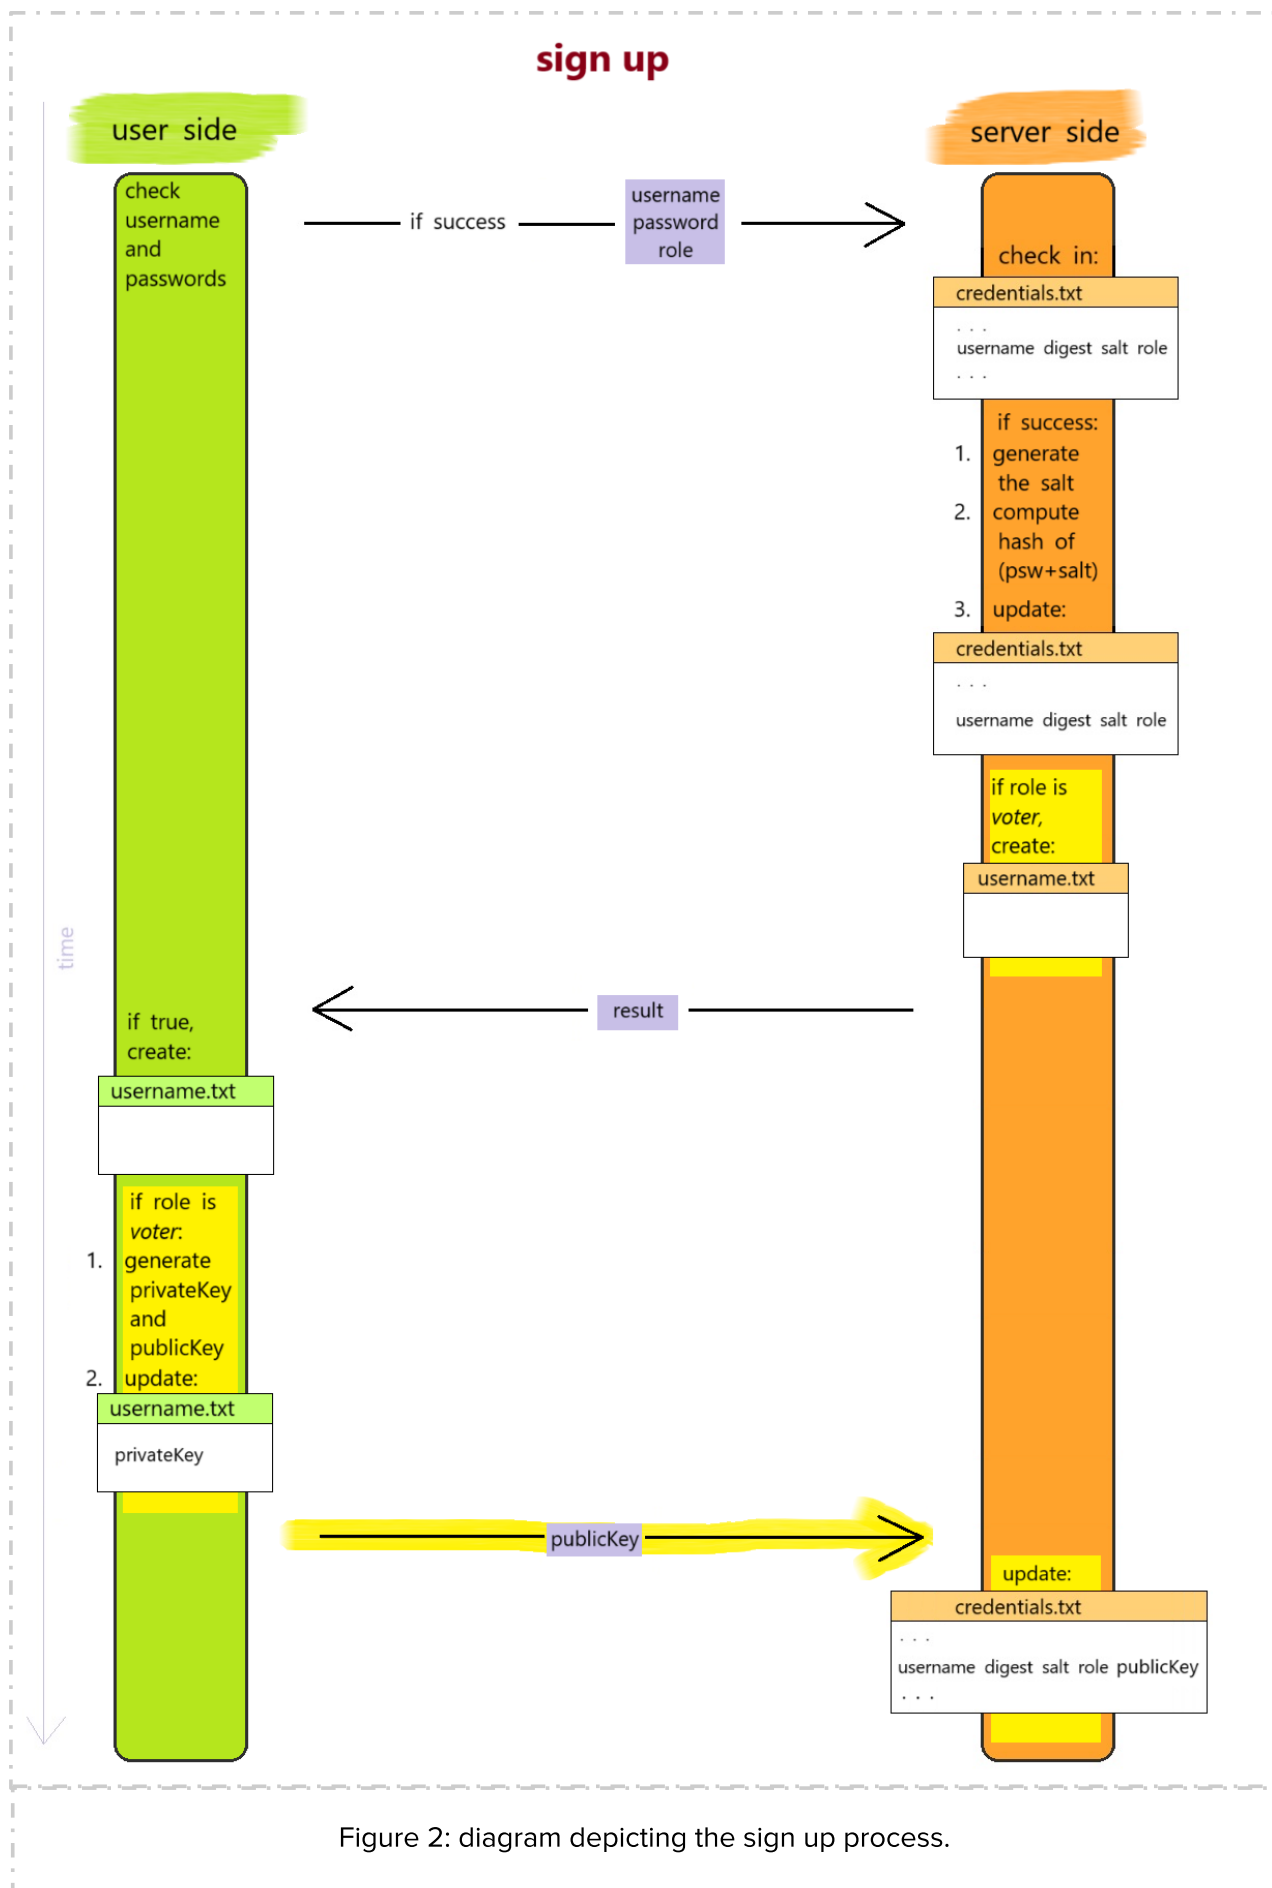 sign up
user side
server side
check
username
and
passwords
if success
username
password
role
check in:
credentials.txt
. . .
username digest salt role
. . .
if success:
1. generate
the salt
2. compute
hash of
(psw+salt)
3. update:
credentials.txt
. . .
username digest salt role
if role is
voter,
create:
username.txt
time
result
if true,
create:
username.txt
if role is
voter:
1. generate
privateKey
and
publicKey
2. update:
username.txt
privateKey
publicKey
update:
credentials.txt
. . .
username digest salt role publicKey
. . .
Figure 2: diagram depicting the sign up process.